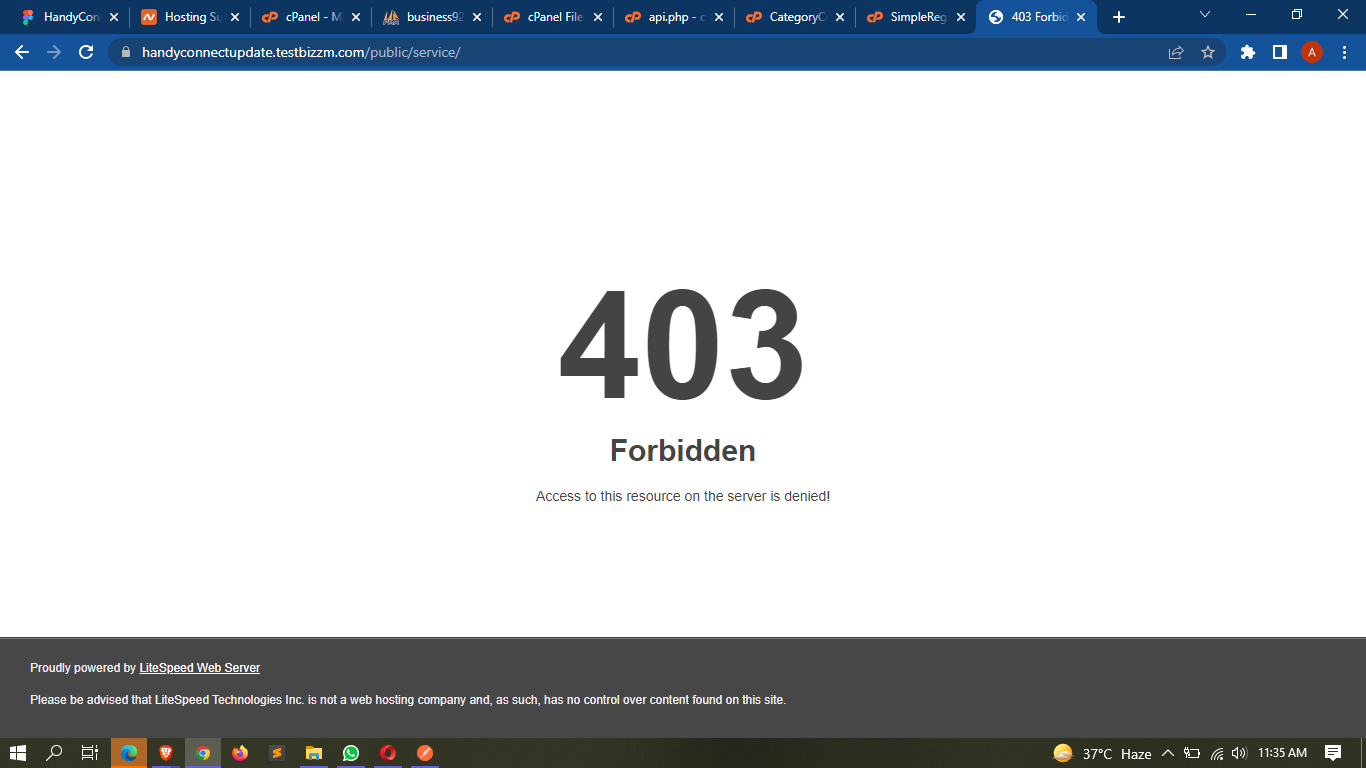 HandyCon
Hosting Su
cPanel - M
business92
cPanel File
api.php - c
CategoryC
SimpleReg
403 Forbid
handyconnectupdate.testbizzm.com/public/service/
A
403
Forbidden
Access to this resource on the server is denied!
Proudly powered by LiteSpeed Web Server
Please be advised that LiteSpeed Technologies Inc. is not a web hosting company and, as such, has no control over content found on this site.
37°C Haze
11:35 AM